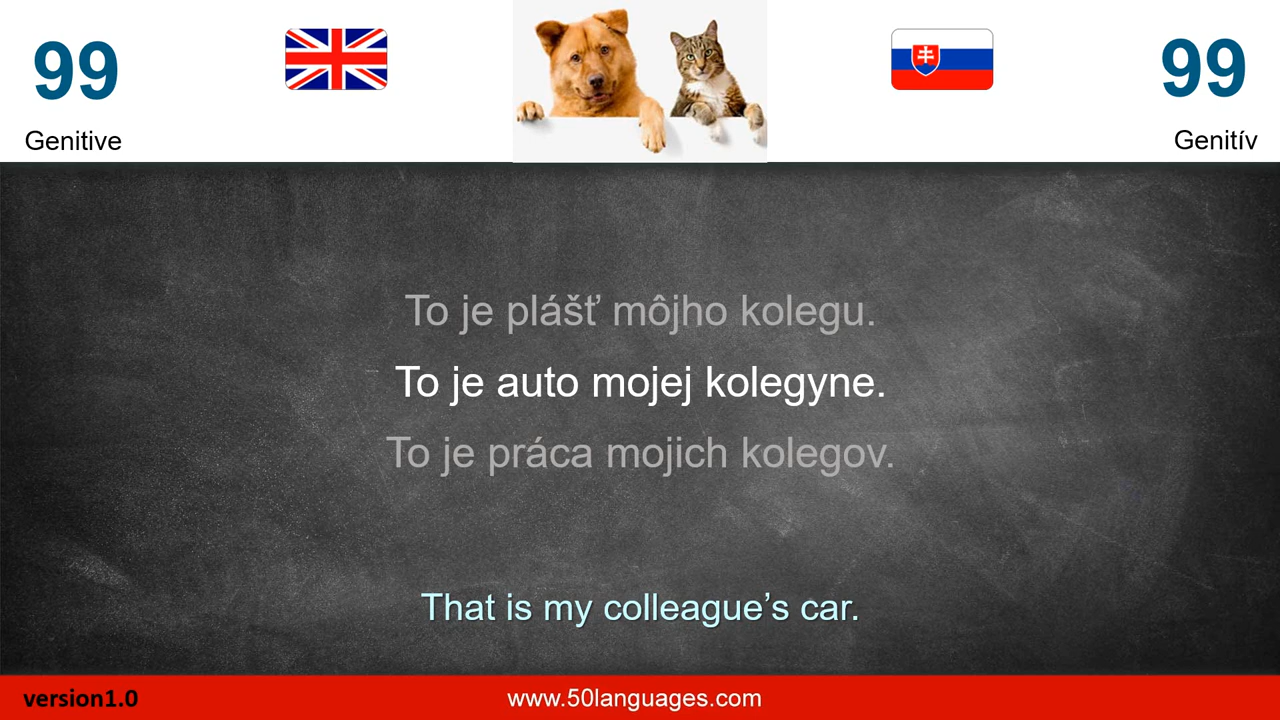 99
99
Genitive
Genitív
To je plášť môjho kolegu.
To je auto mojej kolegyne.
To je práca mojich kolegov.
That is my colleague’s car.
version1.0
www.50languages.com